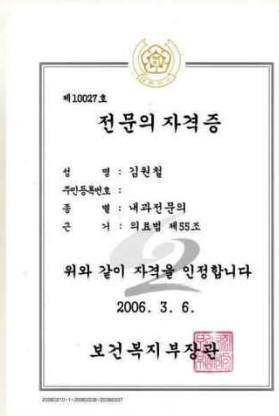 제10027호
전문의 자격증
성 명 : 김원철
주민등록번호 :
종 별 : 내과전문의
근 거 : 의료법 제55조
위와 같이 자격을 인정합니다
2006. 3. 6.
보건복지부장관